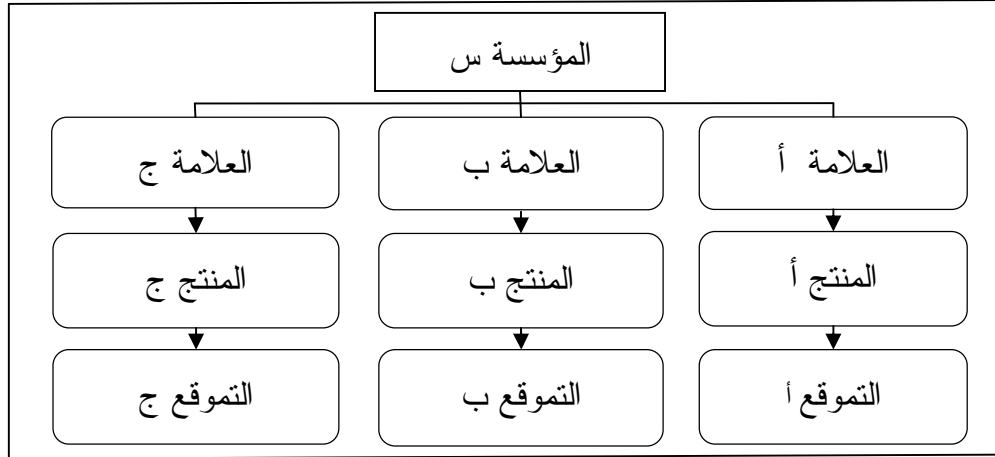 المؤسسة س
العلامة أ
العلامة ب
العلامة ج
المنتج أ
المنتج ب
المنتج ج
التموقع أ
التموقع ب
التموقع ج